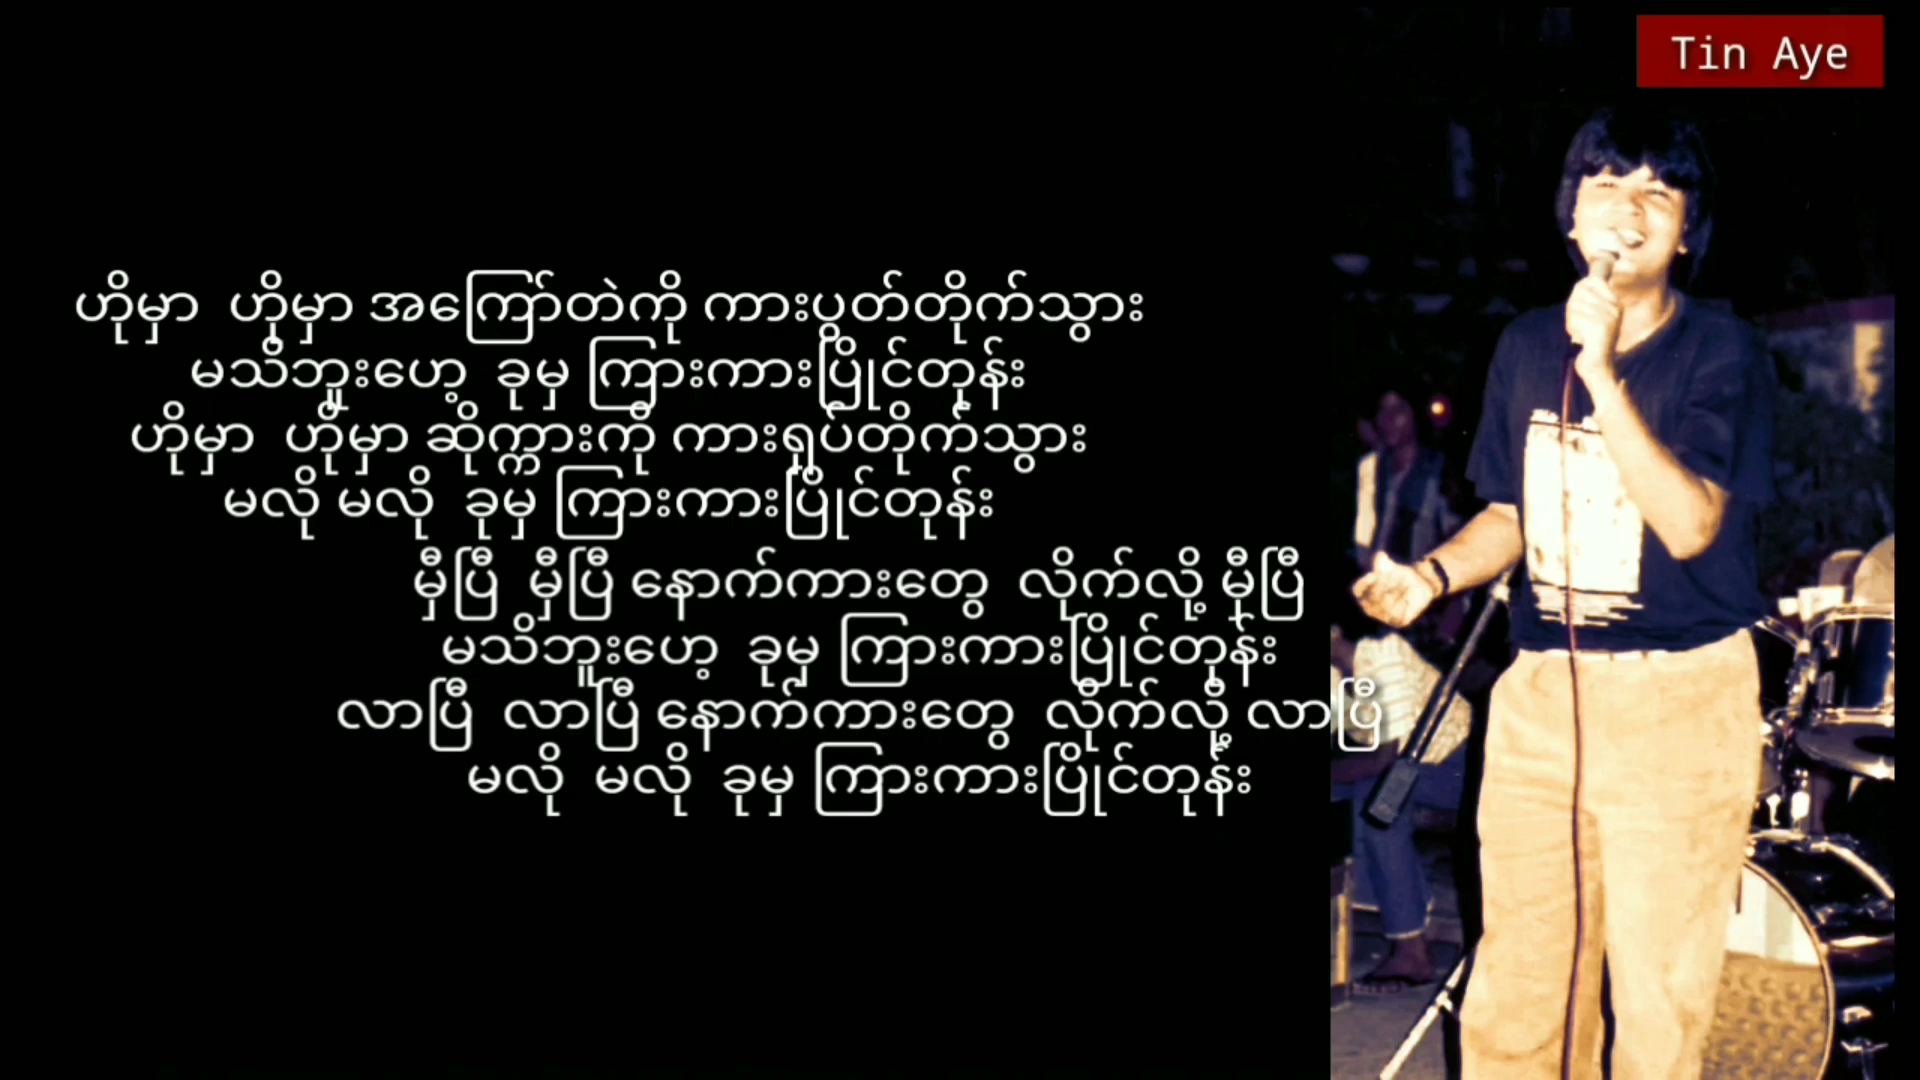 Tin Aye
ဟိုမှာ ဟိုမှာ အကြော်တဲကို ကားပွတ်တိုက်သွား
မသိဘူးဟေ့ ခုမှ ကြားကားပြိုင်တုန်း
ဟိုမှာ ဟိုမှာ ဆိုက္ကားကို ကားရှုပ်တိုက်သွား
မလို မလို ခုမှ ကြားကားပြိုင်တုန်း
မှီပြီ မှီပြီ နောက်ကားတွေ လိုက်လို့ မှီပြီ
မသိဘူးဟေ့ ခုမှ ကြားကားပြိုင်တုန်း
လာပြီ လာပြီ နောက်ကားတွေ လိုက်လို့ လာပြီ
မလို မလို ခုမှ ကြားကားပြိုင်တုန်း